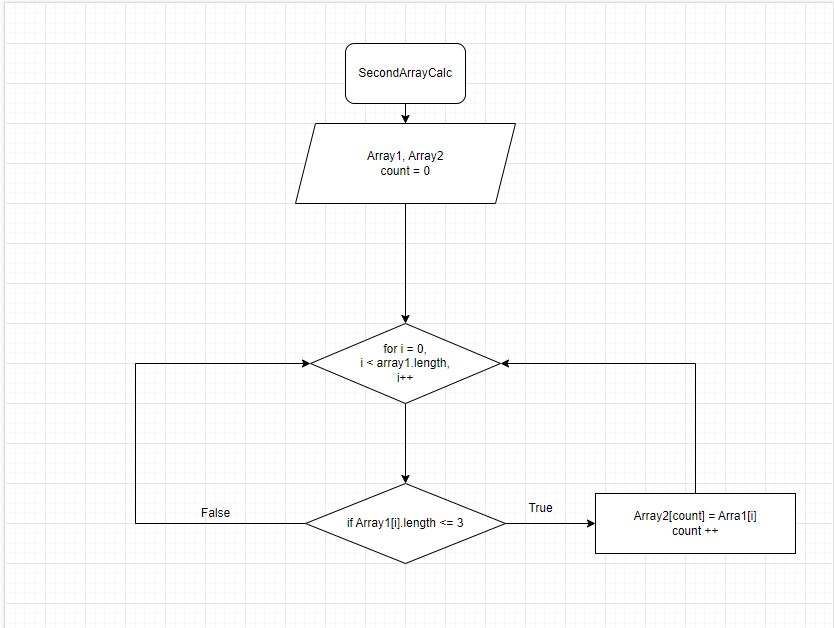 SecondArrayCalc
Array1, Array2
count = 0
for i = 0,
i < array1.length,
i++
if Array1[i].length <= 3
False
True
Array2[count] = Arra1[i]
count ++